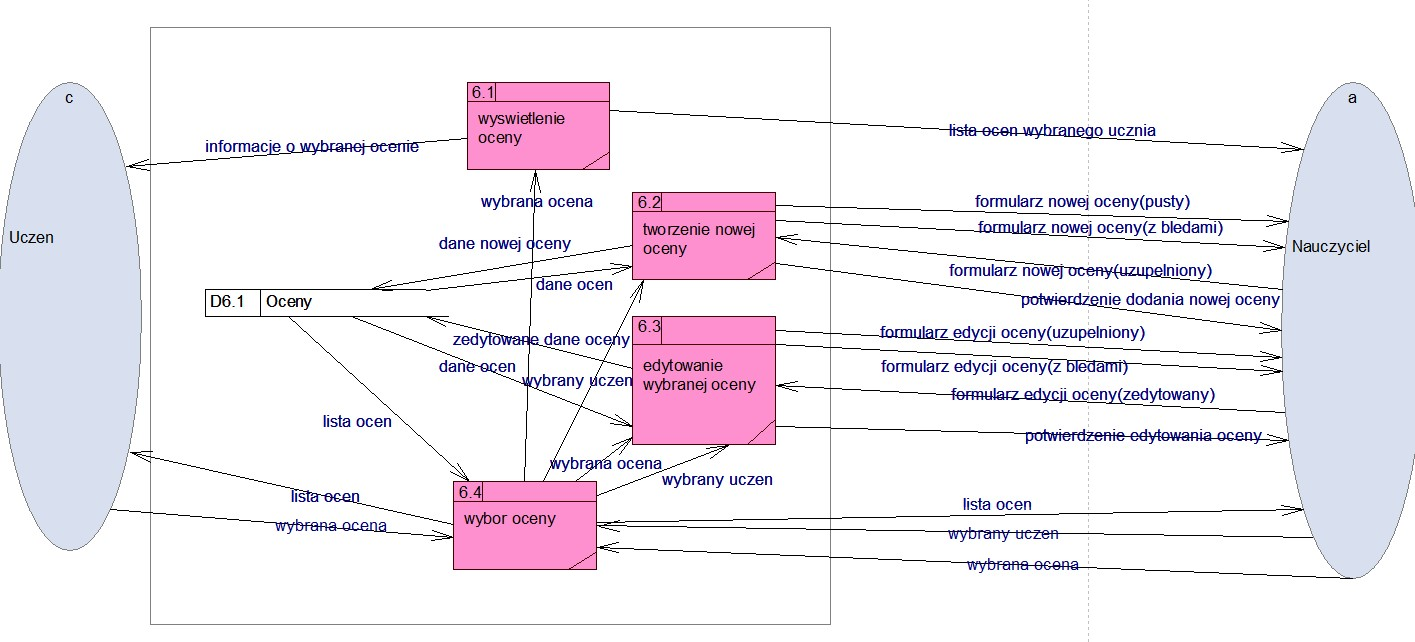 c
Uczen
6.1
wyswietlenie
oceny
informacje o wybranej ocenie
lista ocen wybranego ucznia
a
Nauczyciel
wybrana ocena
6.2
tworzenie nowej
oceny
formularz nowej oceny(pusty)
formularz nowej oceny(z bledami)
formularz nowej oceny(uzupelniony)
potwierdzenie dodania nowej oceny
dane nowej oceny
dane ocen
D6.1 Oceny
6.3
edytowanie
wybranej oceny
zedytowane dane oceny
dane ocen
wybrany uczen
formularz edycji oceny(uzupelniony)
formularz edycji oceny(z bledami)
formularz edycji oceny(zedytowany)
potwierdzenie edytowania oceny
lista ocen
wybrana ocena
wybrany uczen
6.4
wybor oceny
lista ocen
wybrana ocena
lista ocen
wybrany uczen
wybrana ocena